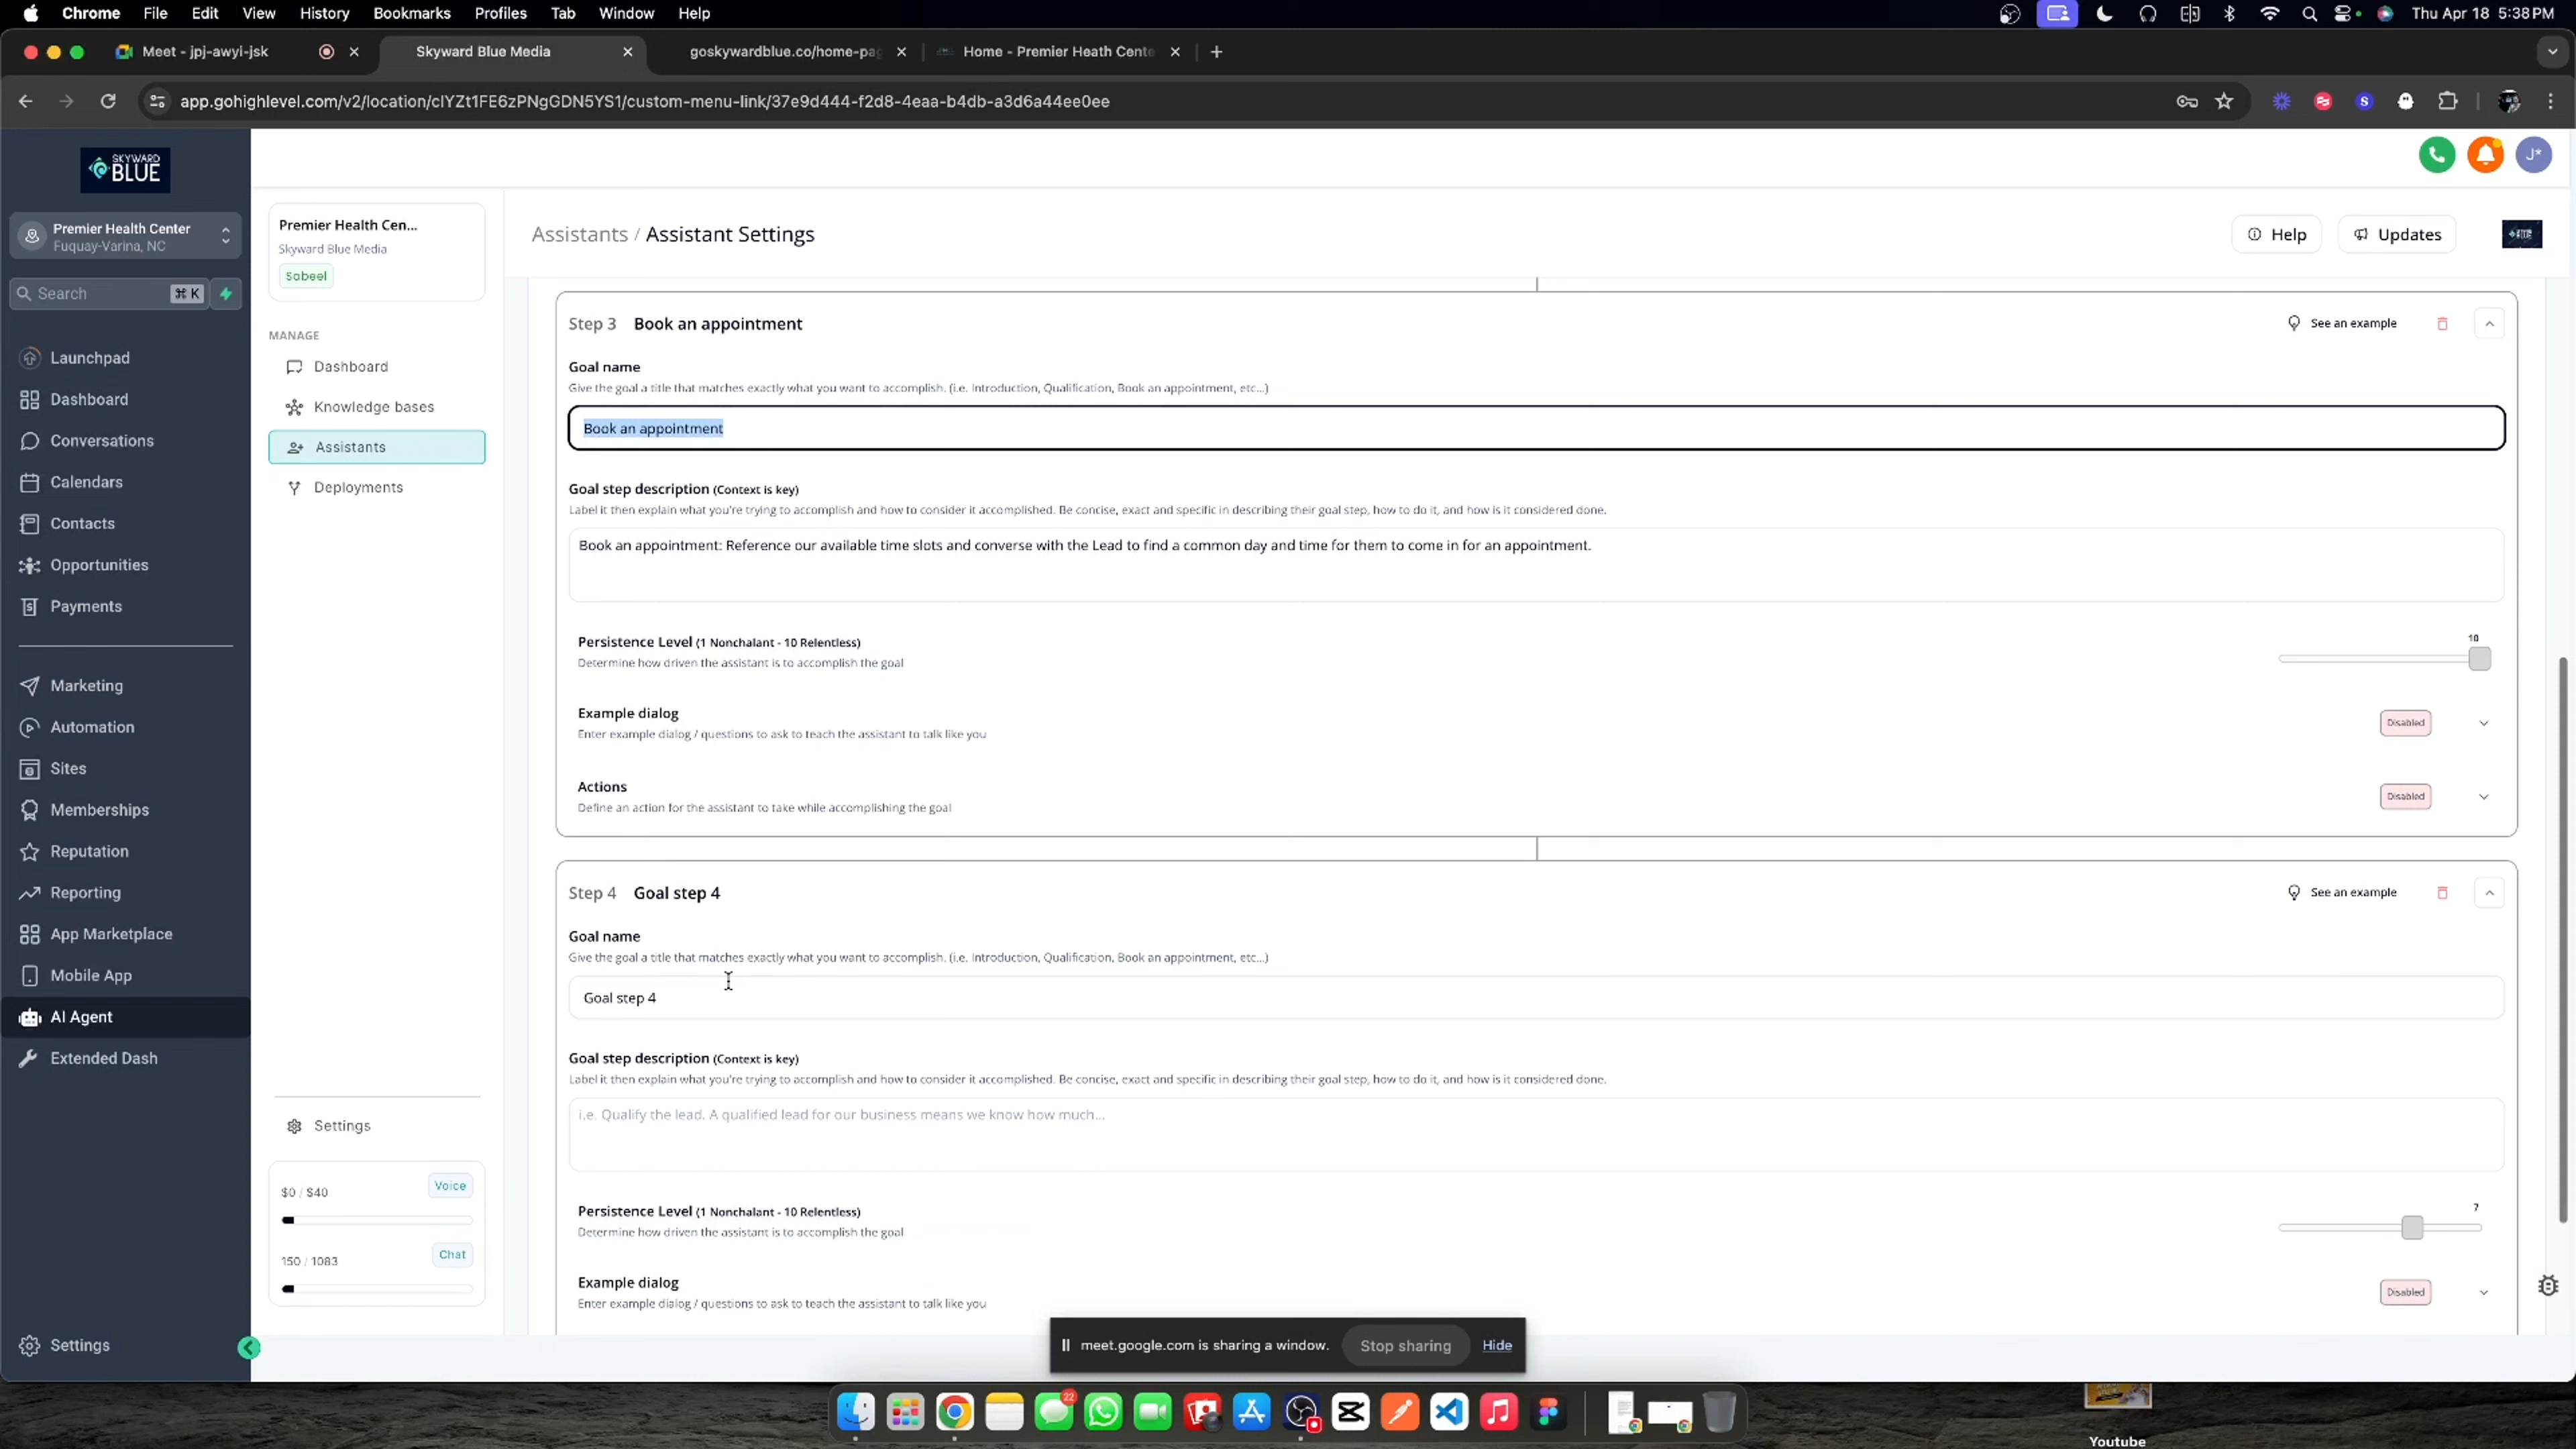 Chrome File Edit View History Bookmarks Profiles Tab Window Help Thu Apr 18 5:38 PM
Meet - jpj-awyi-jsk Skyward Blue Media goskywardblue.co/home-pag Home - Premier Heath Cente
app.gohighlevel.com/v2/location/cIYZt1FE6zPNgGDN5YS1/custom-menu-link/37e9d444-f2d8-4eaa-b4db-a3d6a44ee0ee
SKYWARD
BLUE
J*
Premier Health Center
Fuquay-Varina, NC
Search ⌘ K
Launchpad
Dashboard
Conversations
Calendars
Contacts
Opportunities
Payments
Marketing
Automation
Sites
Memberships
Reputation
Reporting
App Marketplace
Mobile App
AI Agent
Extended Dash
Settings
Premier Health Cen...
Skyward Blue Media
Sabeel
MANAGE
Dashboard
Knowledge bases
Assistants
Deployments
Settings
$0 / $40 Voice
150 / 1083 Chat
Assistants / Assistant Settings Help Updates
Step 3 Book an appointment See an example
Goal name
Give the goal a title that matches exactly what you want to accomplish. (i.e. Introduction, Qualification, Book an appointment, etc...)
Book an appointment
Goal step description (Context is key)
Label it then explain what you're trying to accomplish and how to consider it accomplished. Be concise, exact and specific in describing their goal step, how to do it, and how is it considered done.
Book an appointment: Reference our available time slots and converse with the Lead to find a common day and time for them to come in for an appointment.
Persistence Level (1 Nonchalant - 10 Relentless) 10
Determine how driven the assistant is to accomplish the goal
Example dialog Disabled
Enter example dialog / questions to ask to teach the assistant to talk like you
Actions Disabled
Define an action for the assistant to take while accomplishing the goal
Step 4 Goal step 4 See an example
Goal name
Give the goal a title that matches exactly what you want to accomplish. (i.e. Introduction, Qualification, Book an appointment, etc...)
Goal step 4
Goal step description (Context is key)
Label it then explain what you're trying to accomplish and how to consider it accomplished. Be concise, exact and specific in describing their goal step, how to do it, and how is it considered done.
i.e. Qualify the lead. A qualified lead for our business means we know how much...
Persistence Level (1 Nonchalant - 10 Relentless) 7
Determine how driven the assistant is to accomplish the goal
Example dialog Disabled
Enter example dialog / questions to ask to teach the assistant to talk like you
meet.google.com is sharing a window. Stop sharing Hide
22
Youtube